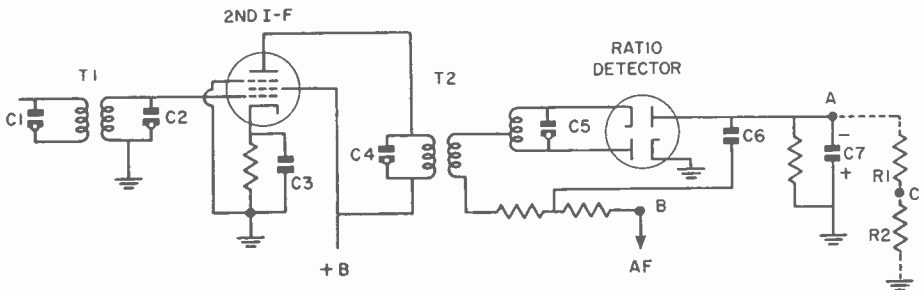 2ND I-F
RATIO
DETECTOR
T1
T2
A
C1
C2
C3
C4
C5
C6
C7
−
+
R1
C
R2
B
+B
AF